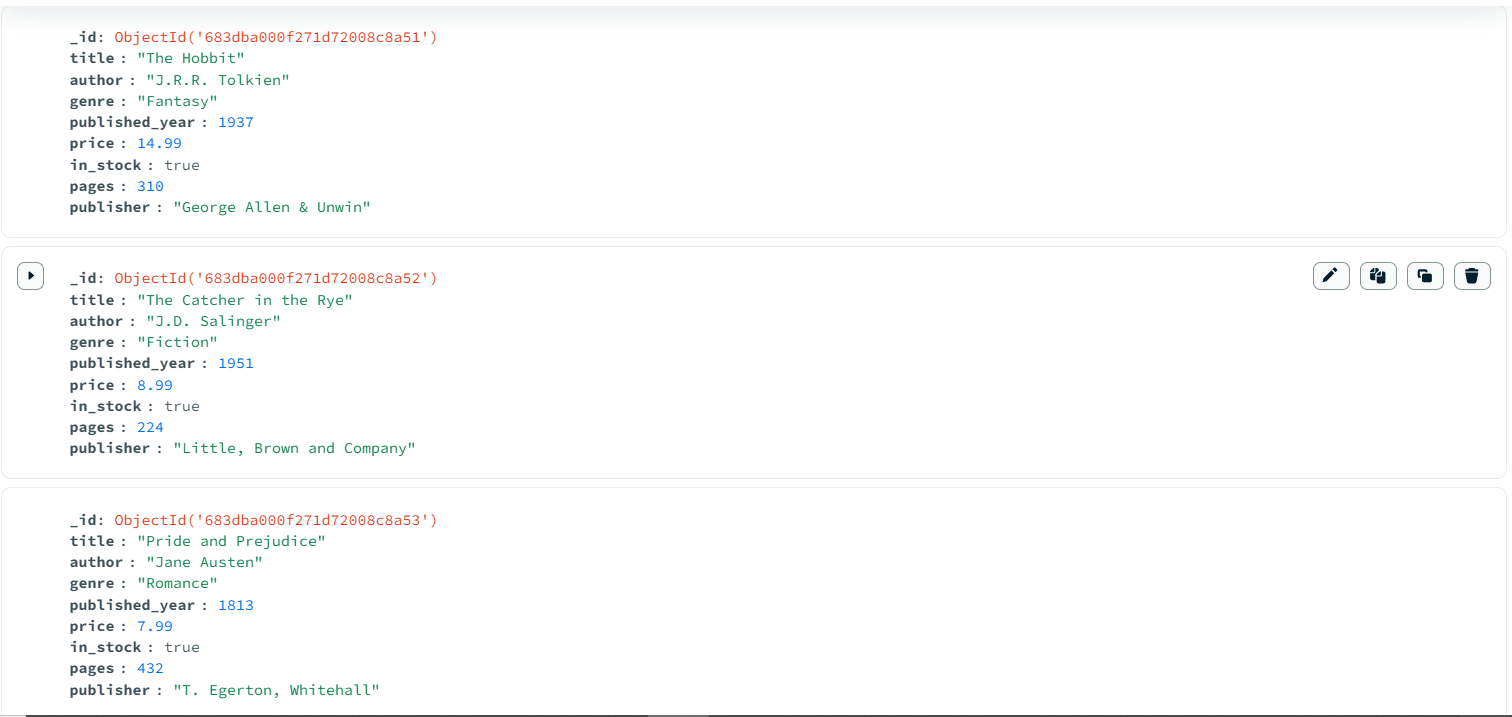 _id: ObjectId('683dba000f271d72008c8a51')
title : "The Hobbit"
author : "J.R.R. Tolkien"
genre : "Fantasy"
published_year : 1937
price : 14.99
in_stock : true
pages : 310
publisher : "George Allen & Unwin"
_id: ObjectId('683dba000f271d72008c8a52')
title : "The Catcher in the Rye"
author : "J.D. Salinger"
genre : "Fiction"
published_year : 1951
price : 8.99
in_stock : true
pages : 224
publisher : "Little, Brown and Company"
_id: ObjectId('683dba000f271d72008c8a53')
title : "Pride and Prejudice"
author : "Jane Austen"
genre : "Romance"
published_year : 1813
price : 7.99
in_stock : true
pages : 432
publisher : "T. Egerton, Whitehall"